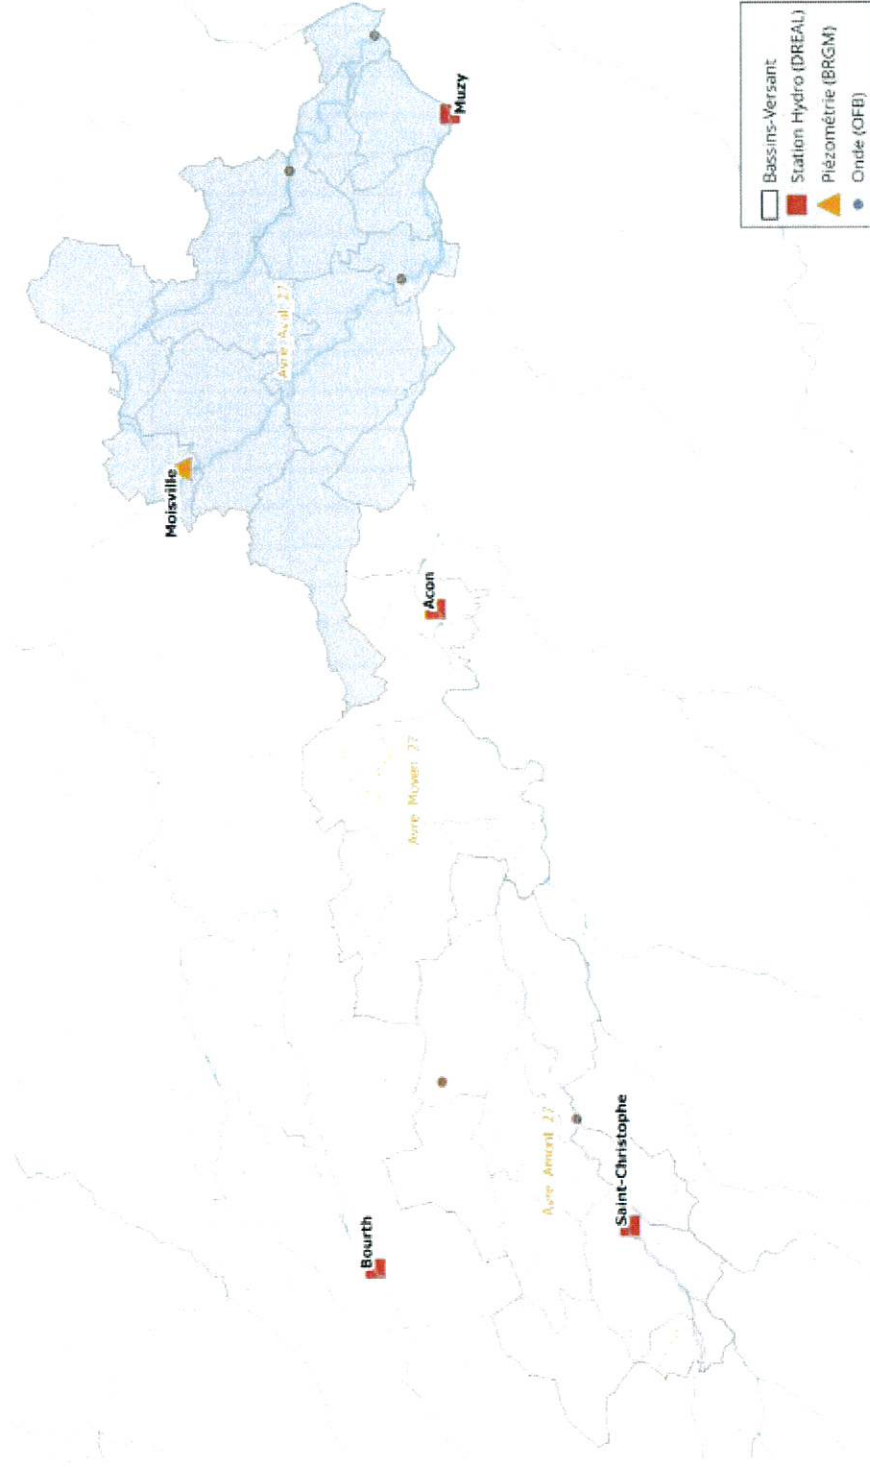 Moisville
Muzy
Avre Aval 27
Acon
Avre Moyen 27
Bourth
Avre Amont 27
Saint-Christophe
Bassins-Versant
Station Hydro (DREAL)
Piézométrie (BRGM)
Onde (OFB)